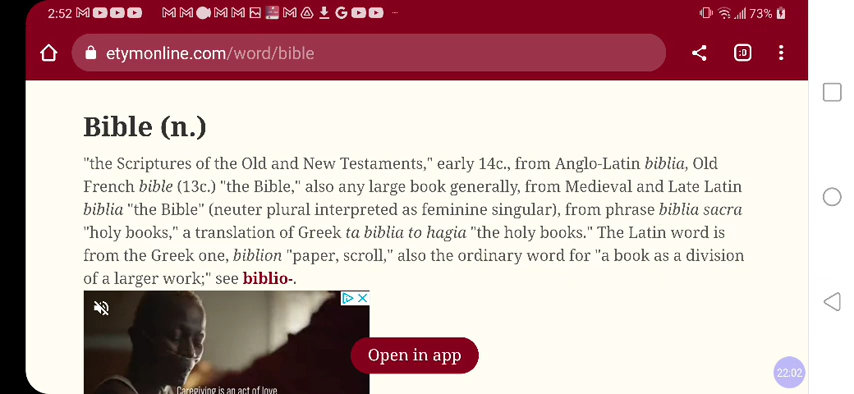 2:52 73%
etymonline.com/word/bible :D
Bible (n.)
"the Scriptures of the Old and New Testaments," early 14c., from Anglo-Latin biblia, Old
French bible (13c.) "the Bible," also any large book generally, from Medieval and Late Latin
biblia "the Bible" (neuter plural interpreted as feminine singular), from phrase biblia sacra
"holy books," a translation of Greek ta biblia to hagia "the holy books." The Latin word is
from the Greek one, biblion "paper, scroll," also the ordinary word for "a book as a division
of a larger work;" see biblio-.
Open in app
22:02
Caregiving is an act of love